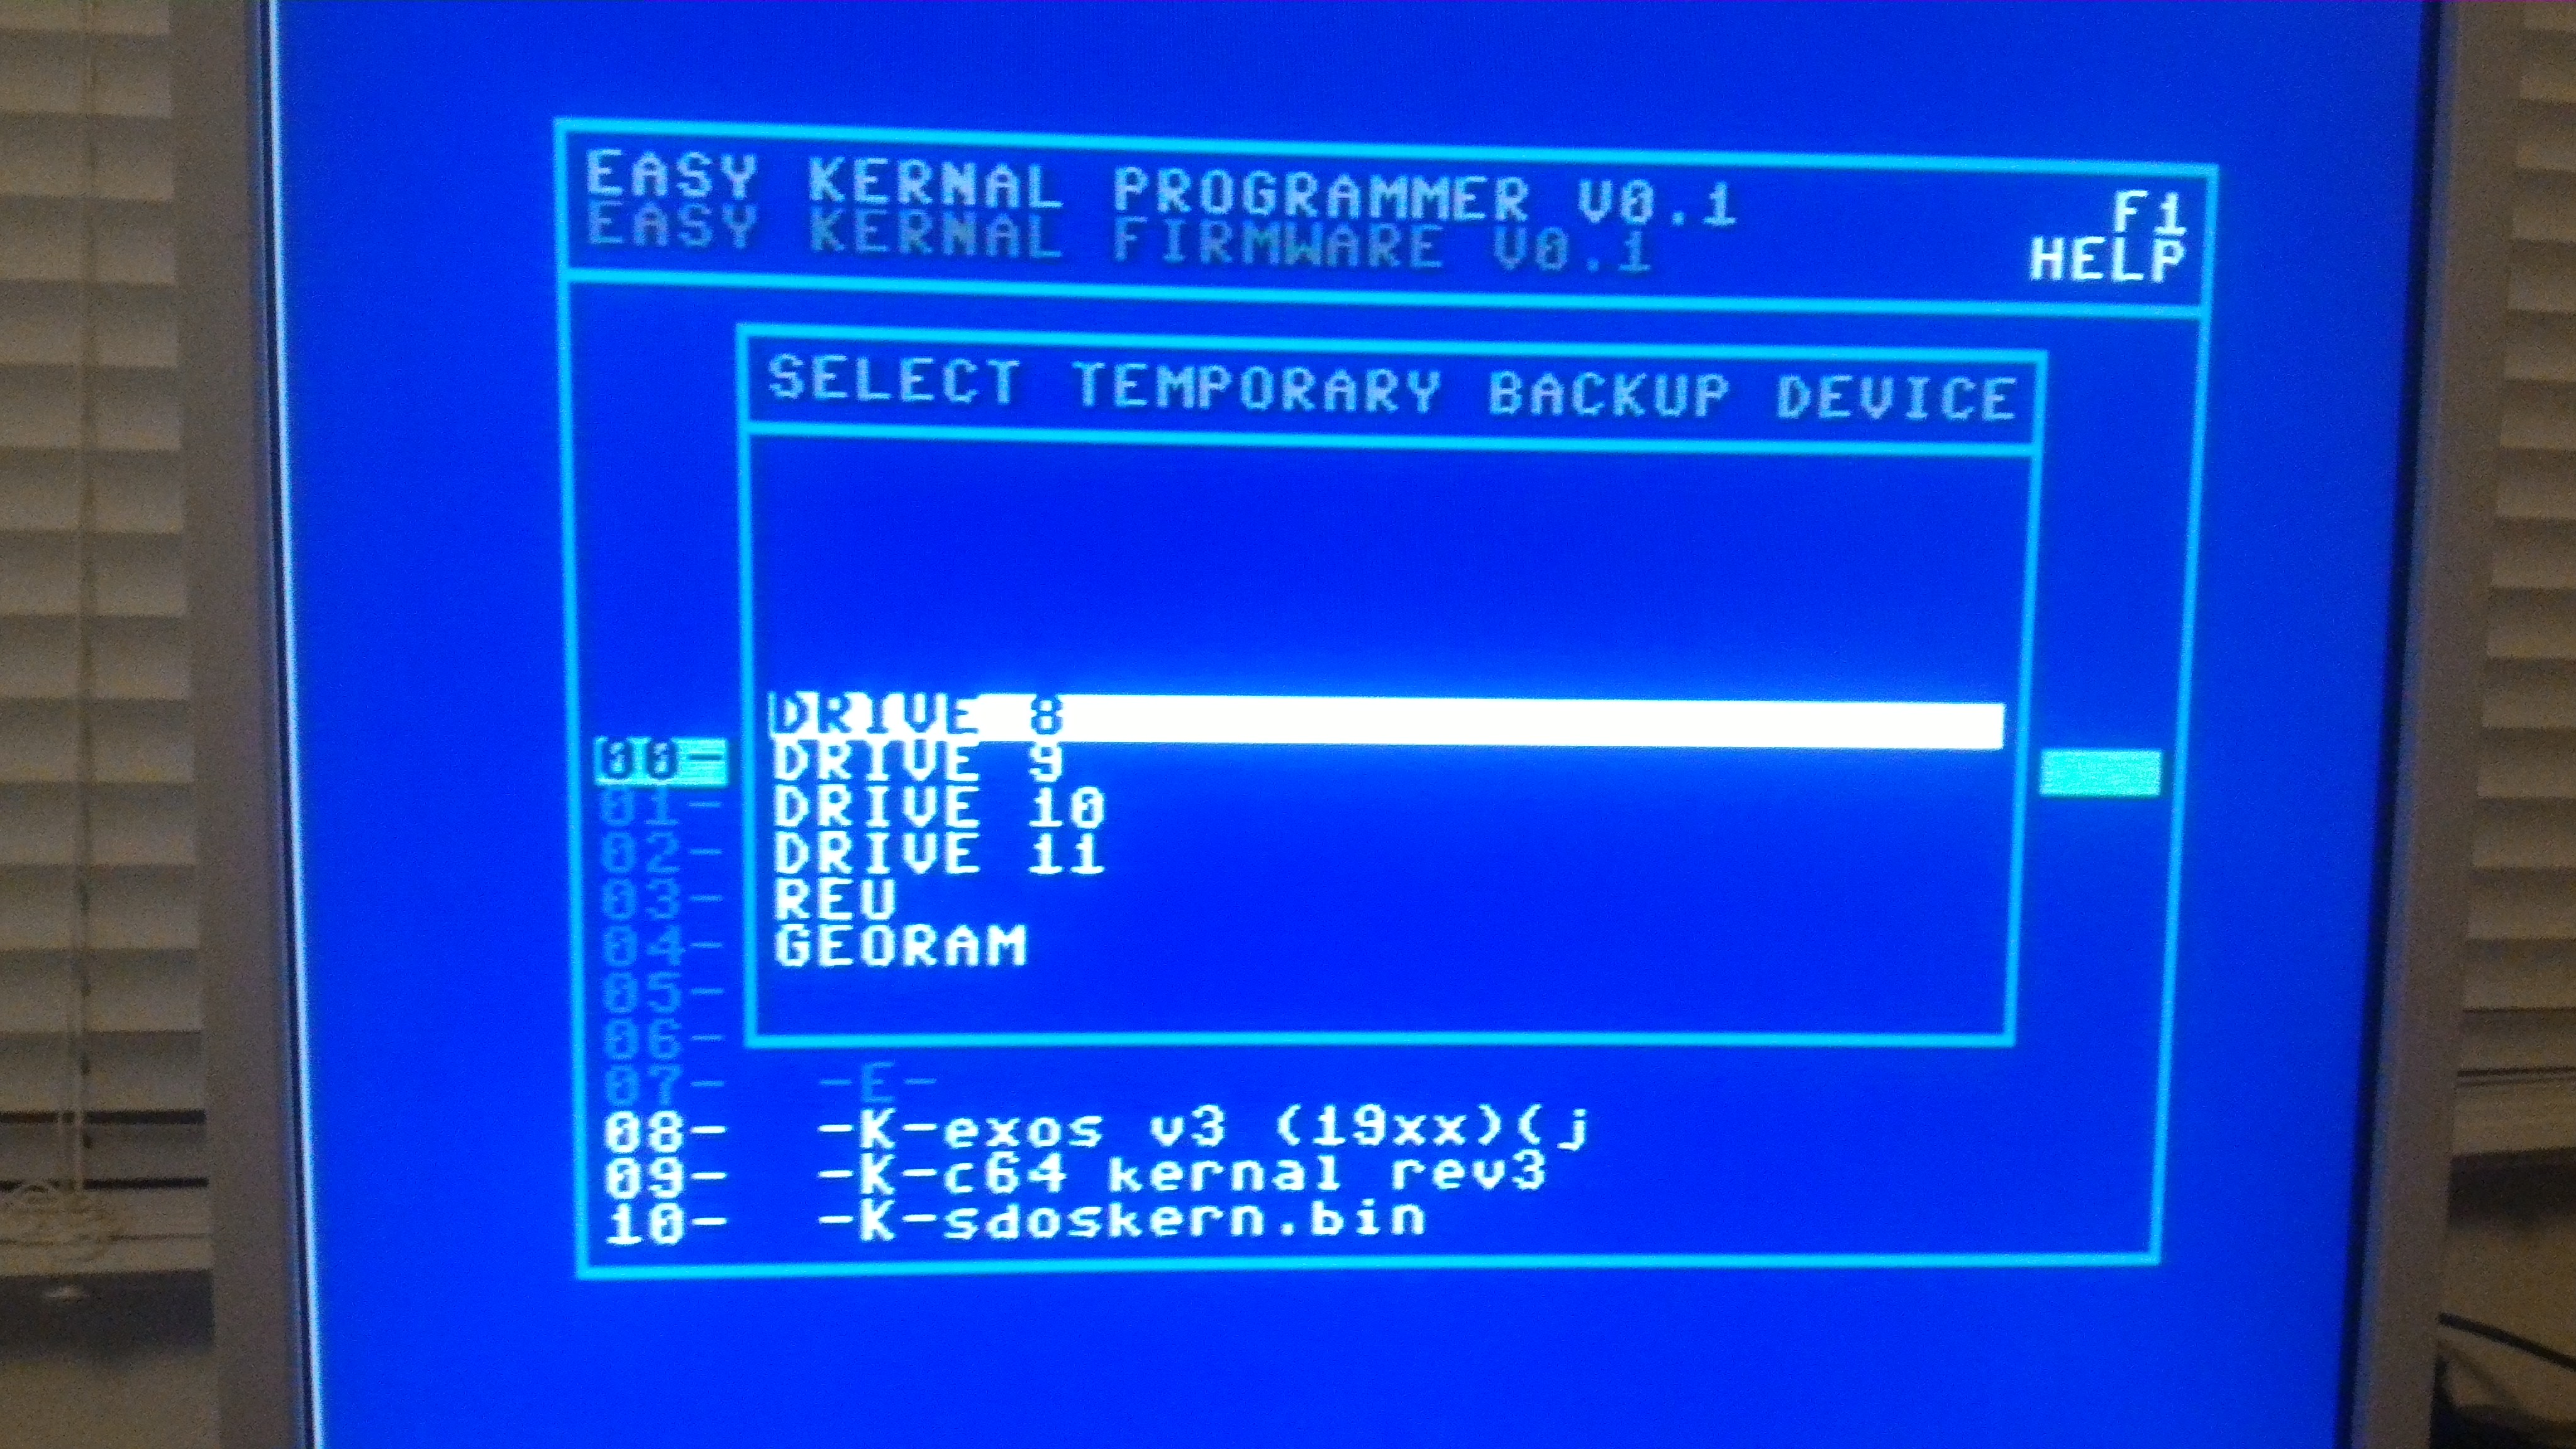 EASY KERNAL PROGRAMMER V0.1
EASY KERNAL FIRMWARE V0.1
F1
HELP
SELECT TEMPORARY BACKUP DEVICE
DRIVE 8
00- DRIVE 9
01- DRIVE 10
02- DRIVE 11
03- REU
04- GEORAM
05-
06-
07- -E-
08- -K-exos v3 (19xx)(j
09- -K-c64 kernal rev3
10- -K-sdoskern.bin